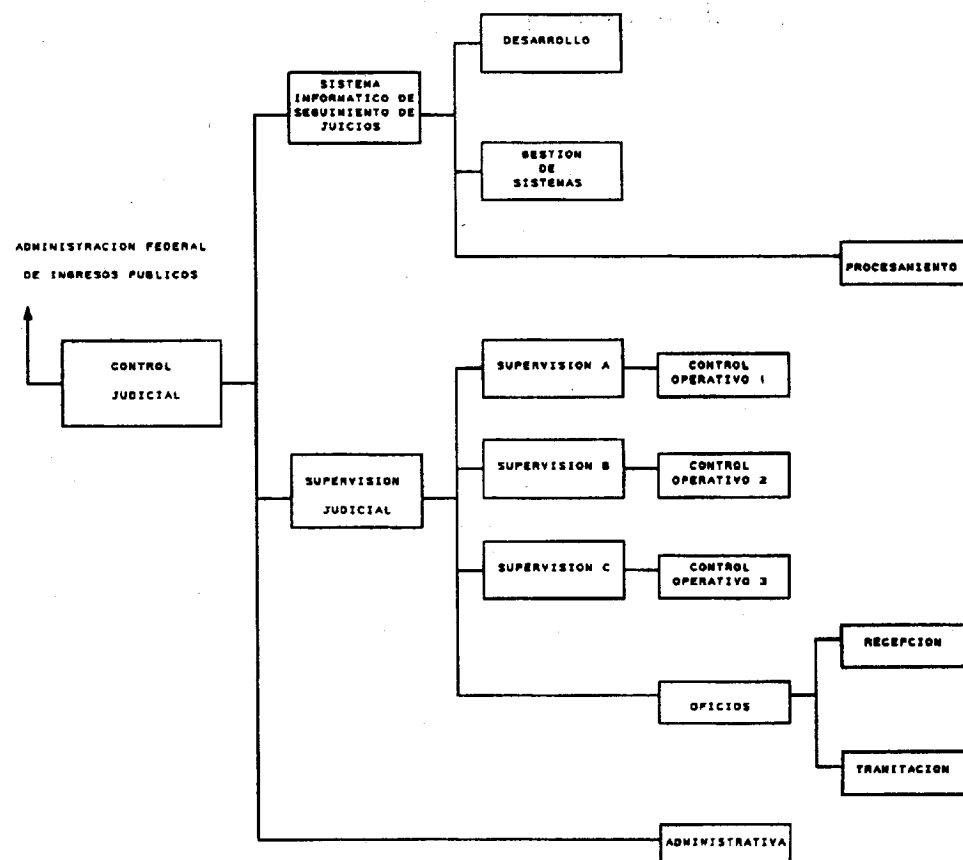 DESARROLLO
SISTEMA
INFORMATICO DE
SEGUIMIENTO DE
JUICIOS
GESTION
DE
SISTEMAS
ADMINISTRACION FEDERAL
DE INGRESOS PUBLICOS
PROCESAMIENTO
CONTROL
JUDICIAL
SUPERVISION A
CONTROL
OPERATIVO 1
SUPERVISION B
CONTROL
OPERATIVO 2
SUPERVISION
JUDICIAL
SUPERVISION C
CONTROL
OPERATIVO 3
RECEPCION
OFICIOS
TRAMITACION
ADMINISTRATIVA